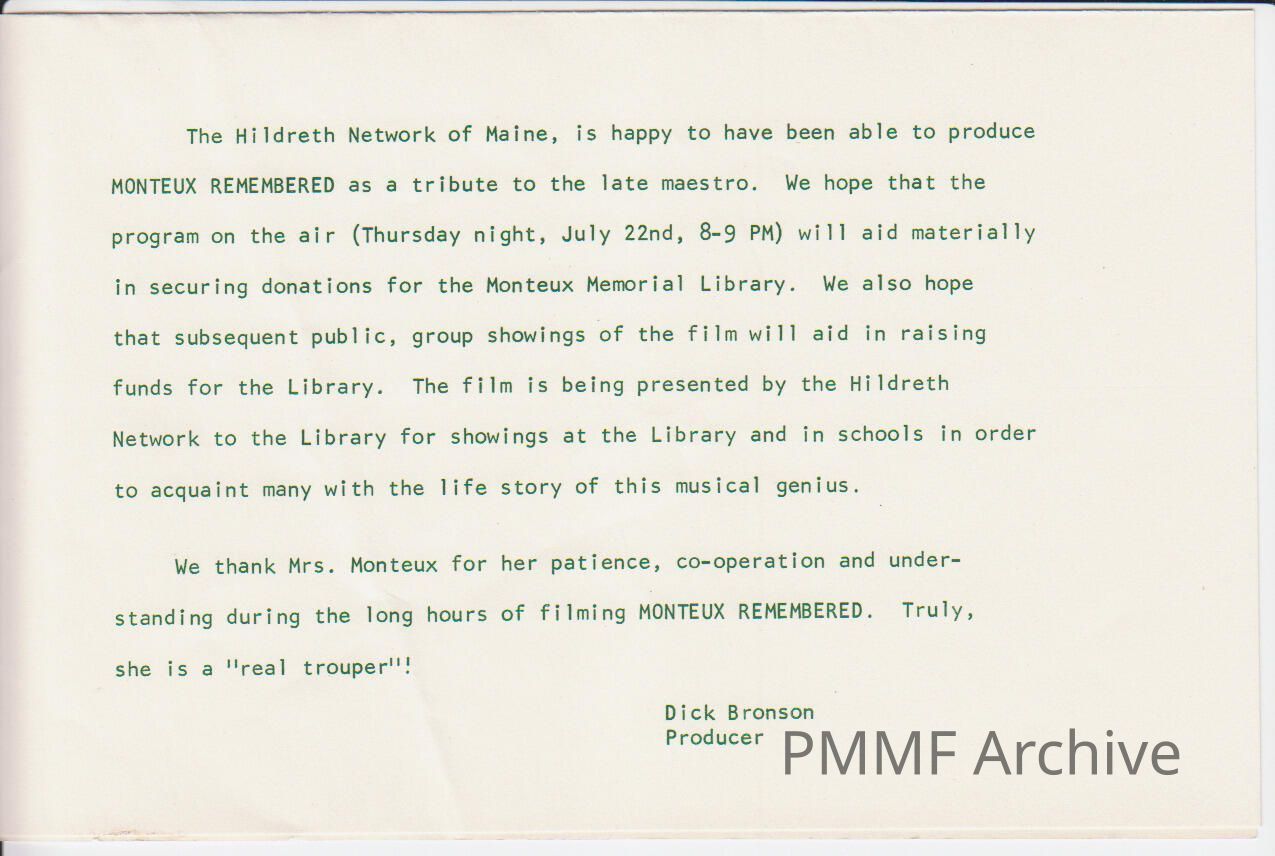 The Hildreth Network of Maine, is happy to have been able to produce
MONTEUX REMEMBERED as a tribute to the late maestro. We hope that the
program on the air (Thursday night, July 22nd, 8-9 PM) will aid materially
in securing donations for the Monteux Memorial Library. We also hope
that subsequent public, group showings of the film will aid in raising
funds for the Library. The film is being presented by the Hildreth
Network to the Library for showings at the Library and in schools in order
to acquaint many with the life story of this musical genius.
We thank Mrs. Monteux for her patience, co-operation and under-
standing during the long hours of filming MONTEUX REMEMBERED. Truly,
she is a "real trouper"!
Dick Bronson
Producer
PMMF Archive